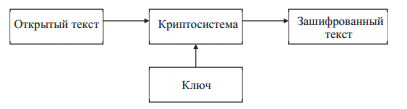 Открытый текст
Криптосистема
Зашифрованный
текст
Ключ